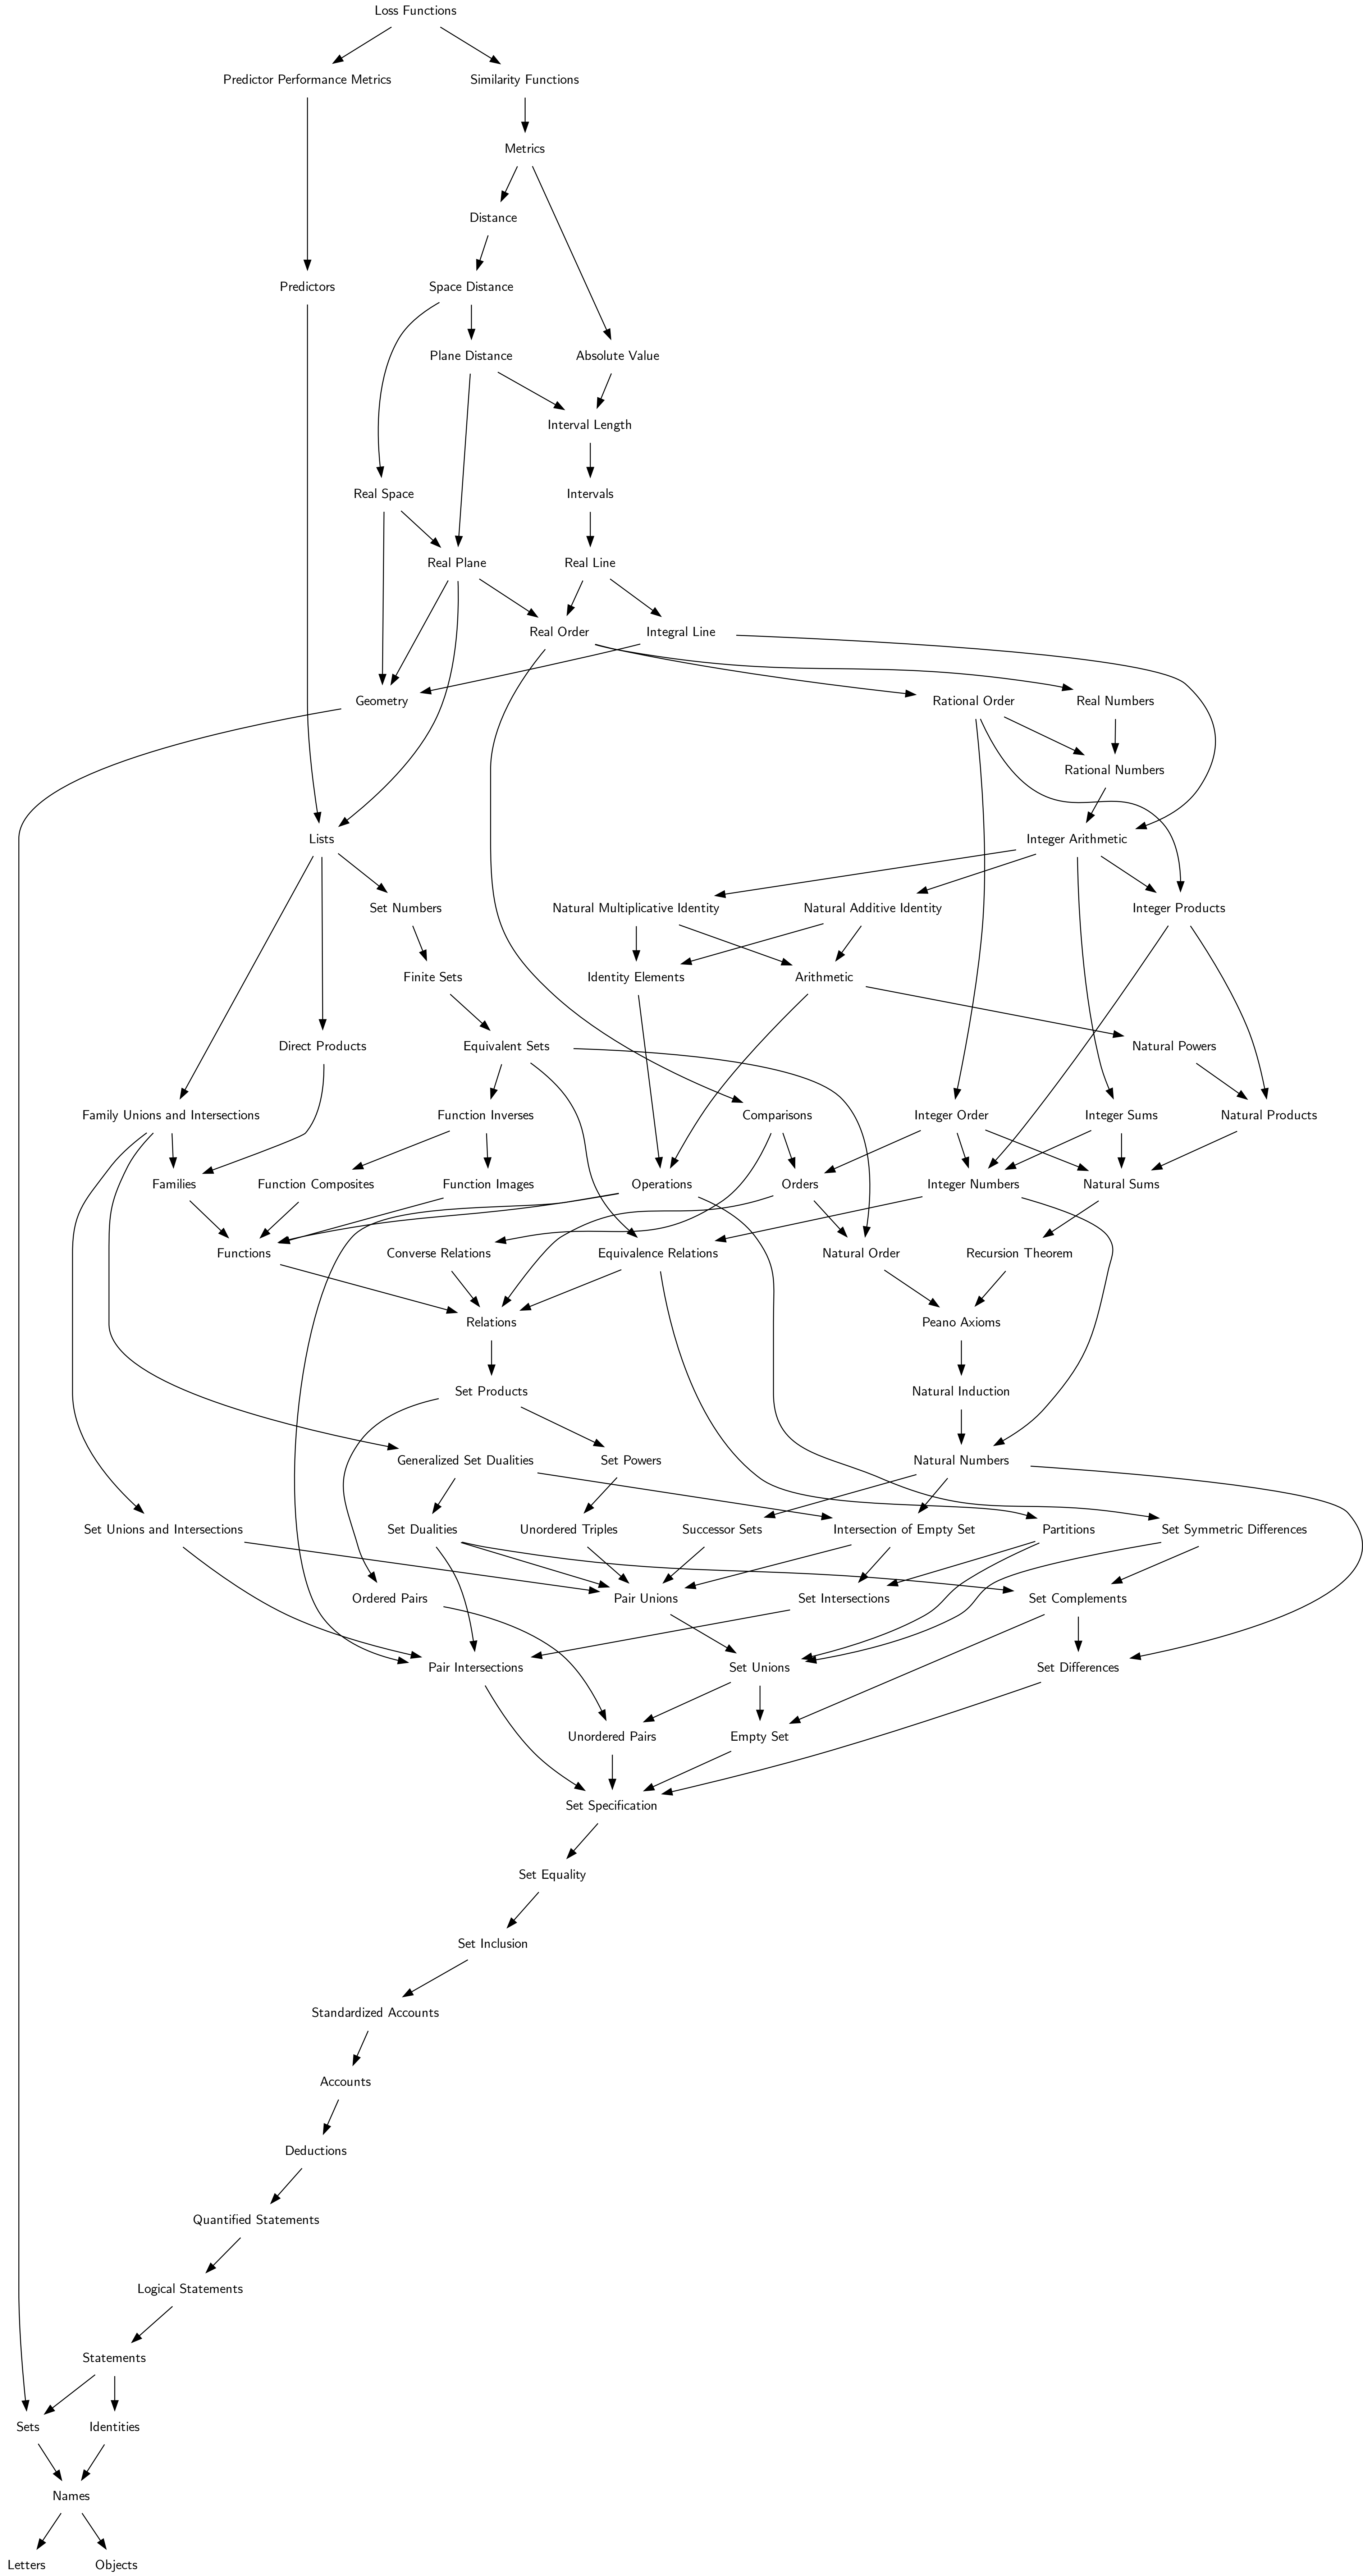 Loss Functions
Predictor Performance Metrics
Similarity Functions
Metrics
Distance
Predictors
Space Distance
Plane Distance
Absolute Value
Interval Length
Real Space
Intervals
Real Plane
Real Line
Real Order
Integral Line
Geometry
Rational Order
Real Numbers
Rational Numbers
Lists
Integer Arithmetic
Set Numbers
Natural Multiplicative Identity
Natural Additive Identity
Integer Products
Finite Sets
Identity Elements
Arithmetic
Direct Products
Equivalent Sets
Natural Powers
Family Unions and Intersections
Function Inverses
Comparisons
Integer Order
Integer Sums
Natural Products
Families
Function Composites
Function Images
Operations
Orders
Integer Numbers
Natural Sums
Functions
Converse Relations
Equivalence Relations
Natural Order
Recursion Theorem
Relations
Peano Axioms
Set Products
Natural Induction
Generalized Set Dualities
Set Powers
Natural Numbers
Set Unions and Intersections
Set Dualities
Unordered Triples
Successor Sets
Intersection of Empty Set
Partitions
Set Symmetric Differences
Ordered Pairs
Pair Unions
Set Intersections
Set Complements
Pair Intersections
Set Unions
Set Differences
Unordered Pairs
Empty Set
Set Specification
Set Equality
Set Inclusion
Standardized Accounts
Accounts
Deductions
Quantified Statements
Logical Statements
Statements
Sets
Identities
Names
Letters
Objects